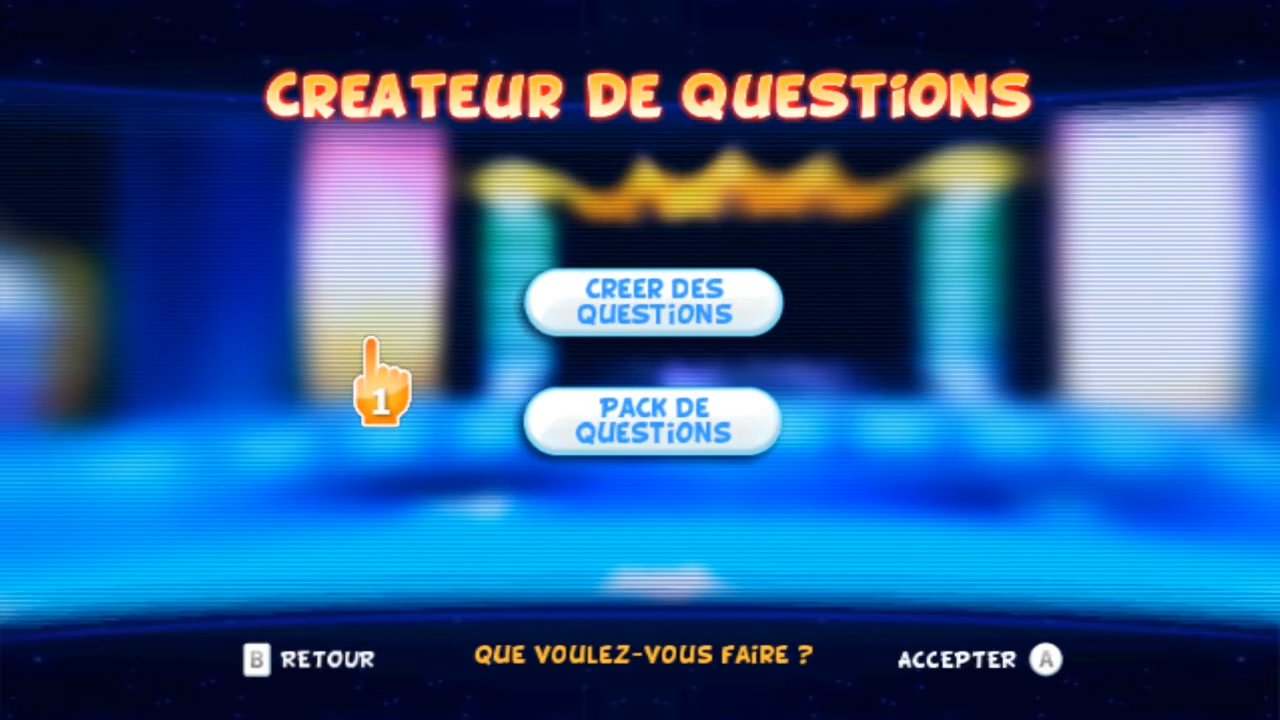 CREATEUR DE QUESTIONS
CREER DES
QUESTIONS
1
PACK DE
QUESTIONS
B RETOUR
QUE VOULEZ-VOUS FAIRE ?
ACCEPTER A